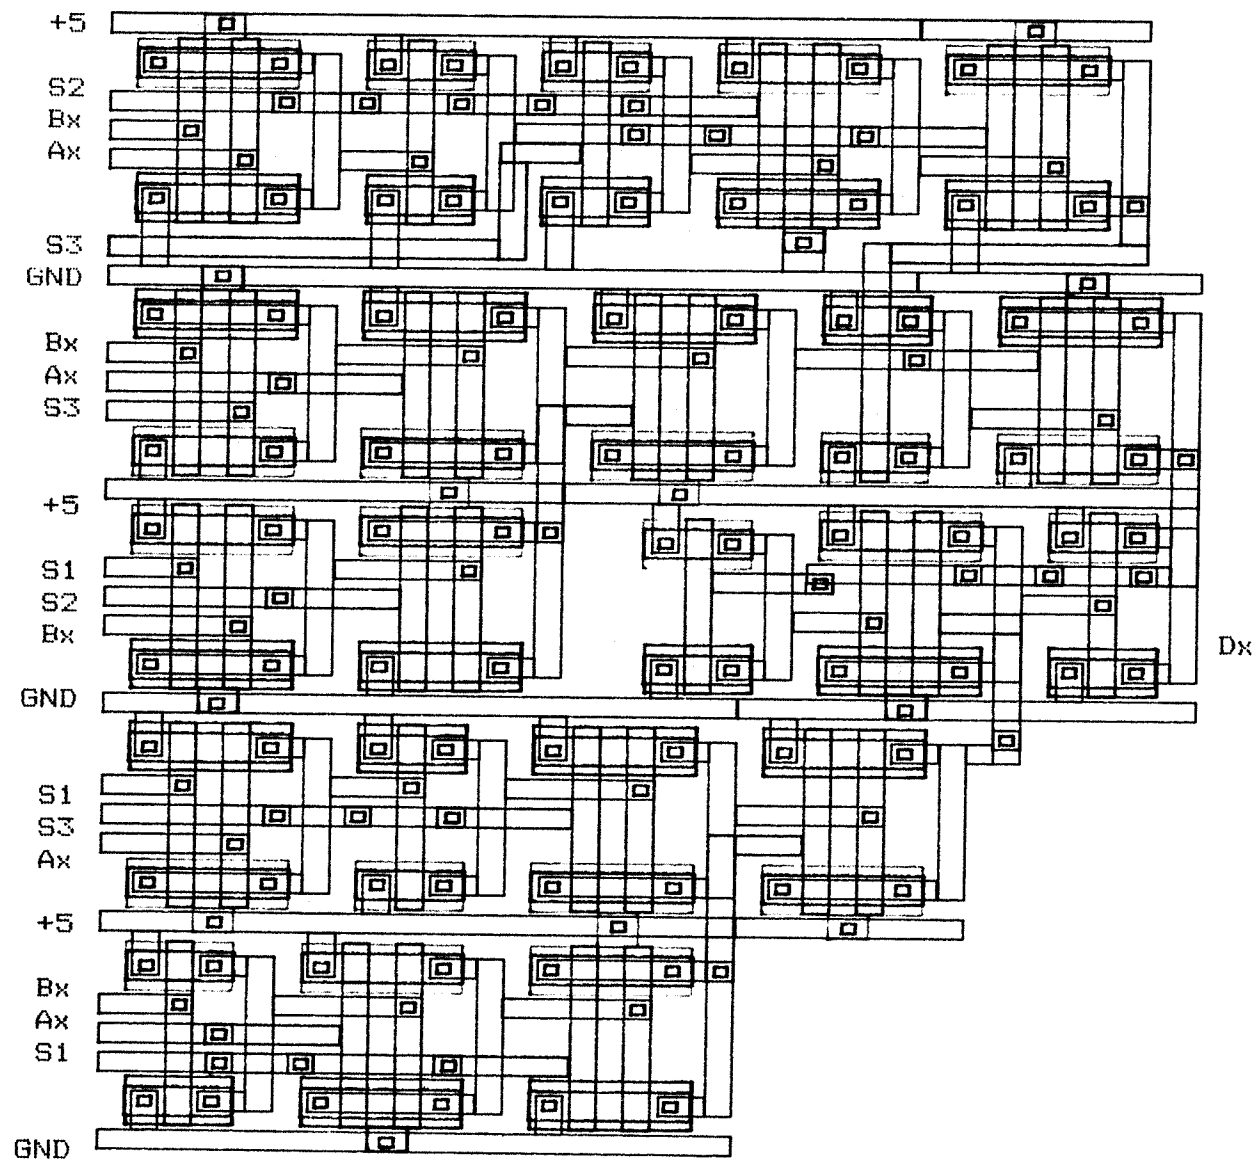 +5
S2
Bx
Ax
S3
GND
Bx
Ax
S3
+5
S1
S2
Bx
Dx
GND
S1
S3
Ax
+5
Bx
Ax
S1
GND